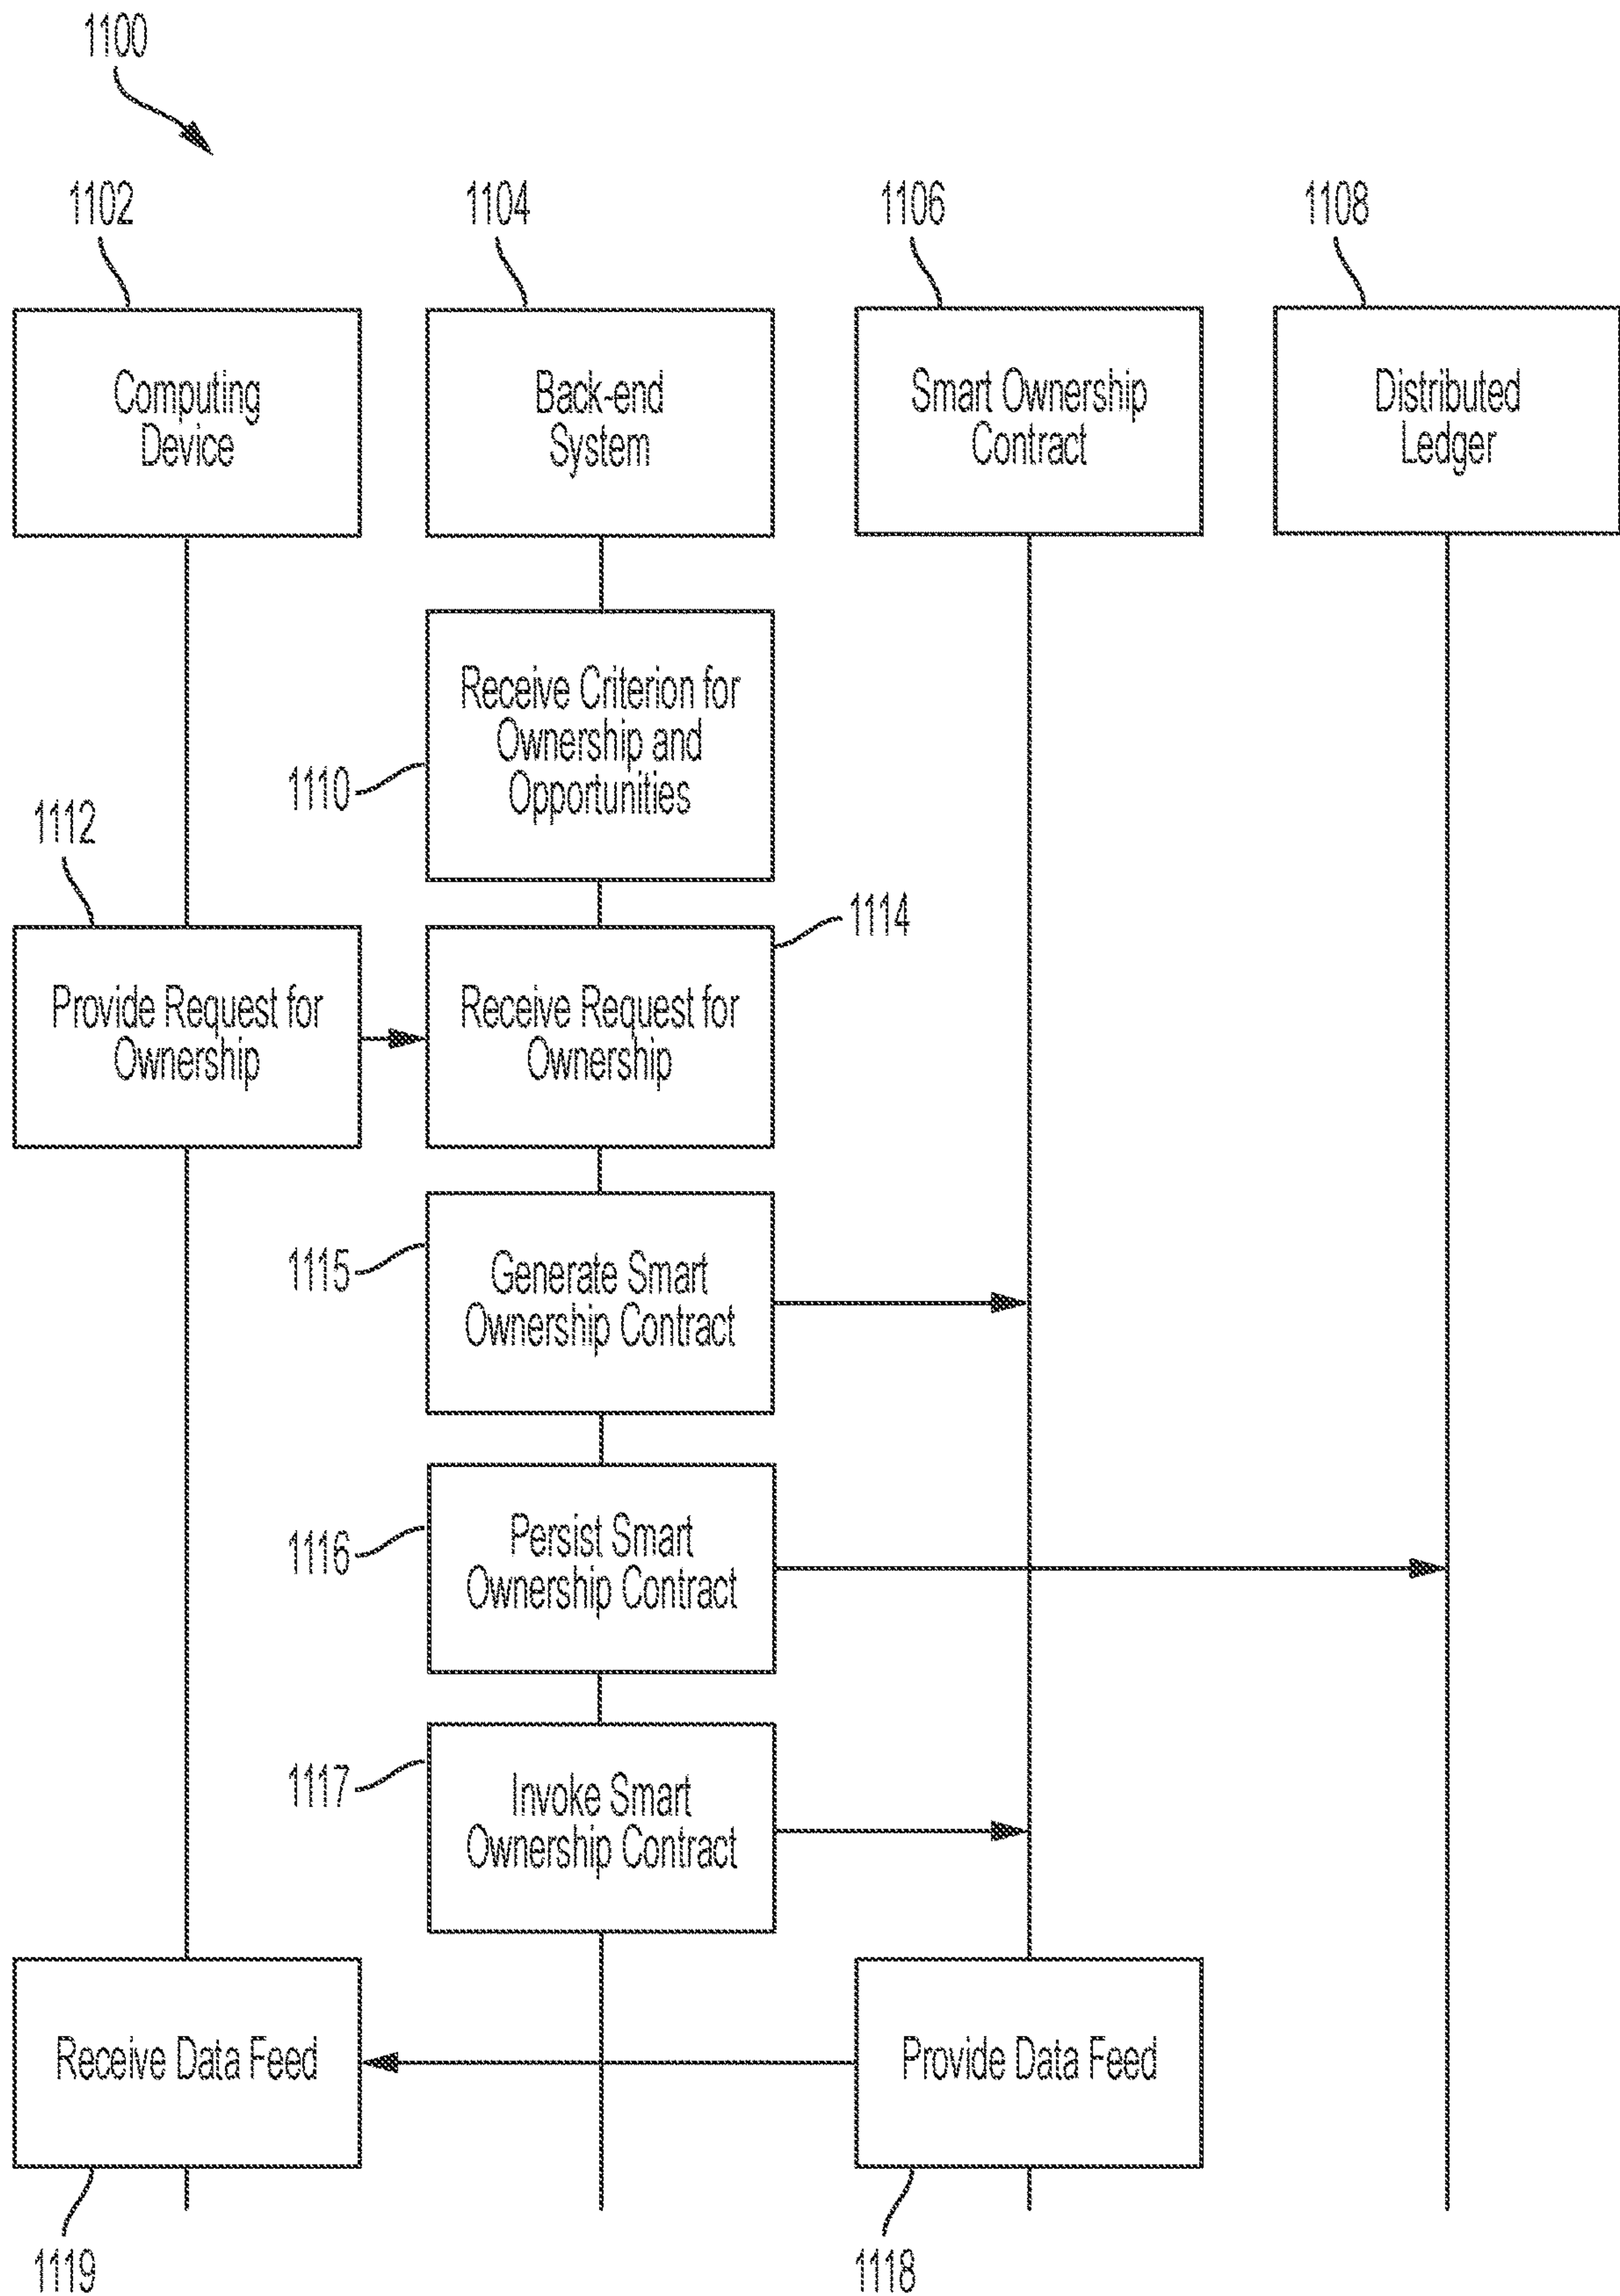 1100
1102
1104
1106
1108
Computing
Device
Back-end
System
Smart Ownership
Contract
Distributed
Ledger
Receive Criterion for
Ownership and
Opportunities
1110
1112
1114
Provide Request for
Ownership
Receive Request for
Ownership
1115
Generate Smart
Ownership Contract
1116
Persist Smart
Ownership Contract
1117
Invoke Smart
Ownership Contract
Receive Data Feed
Provide Data Feed
1119
1118